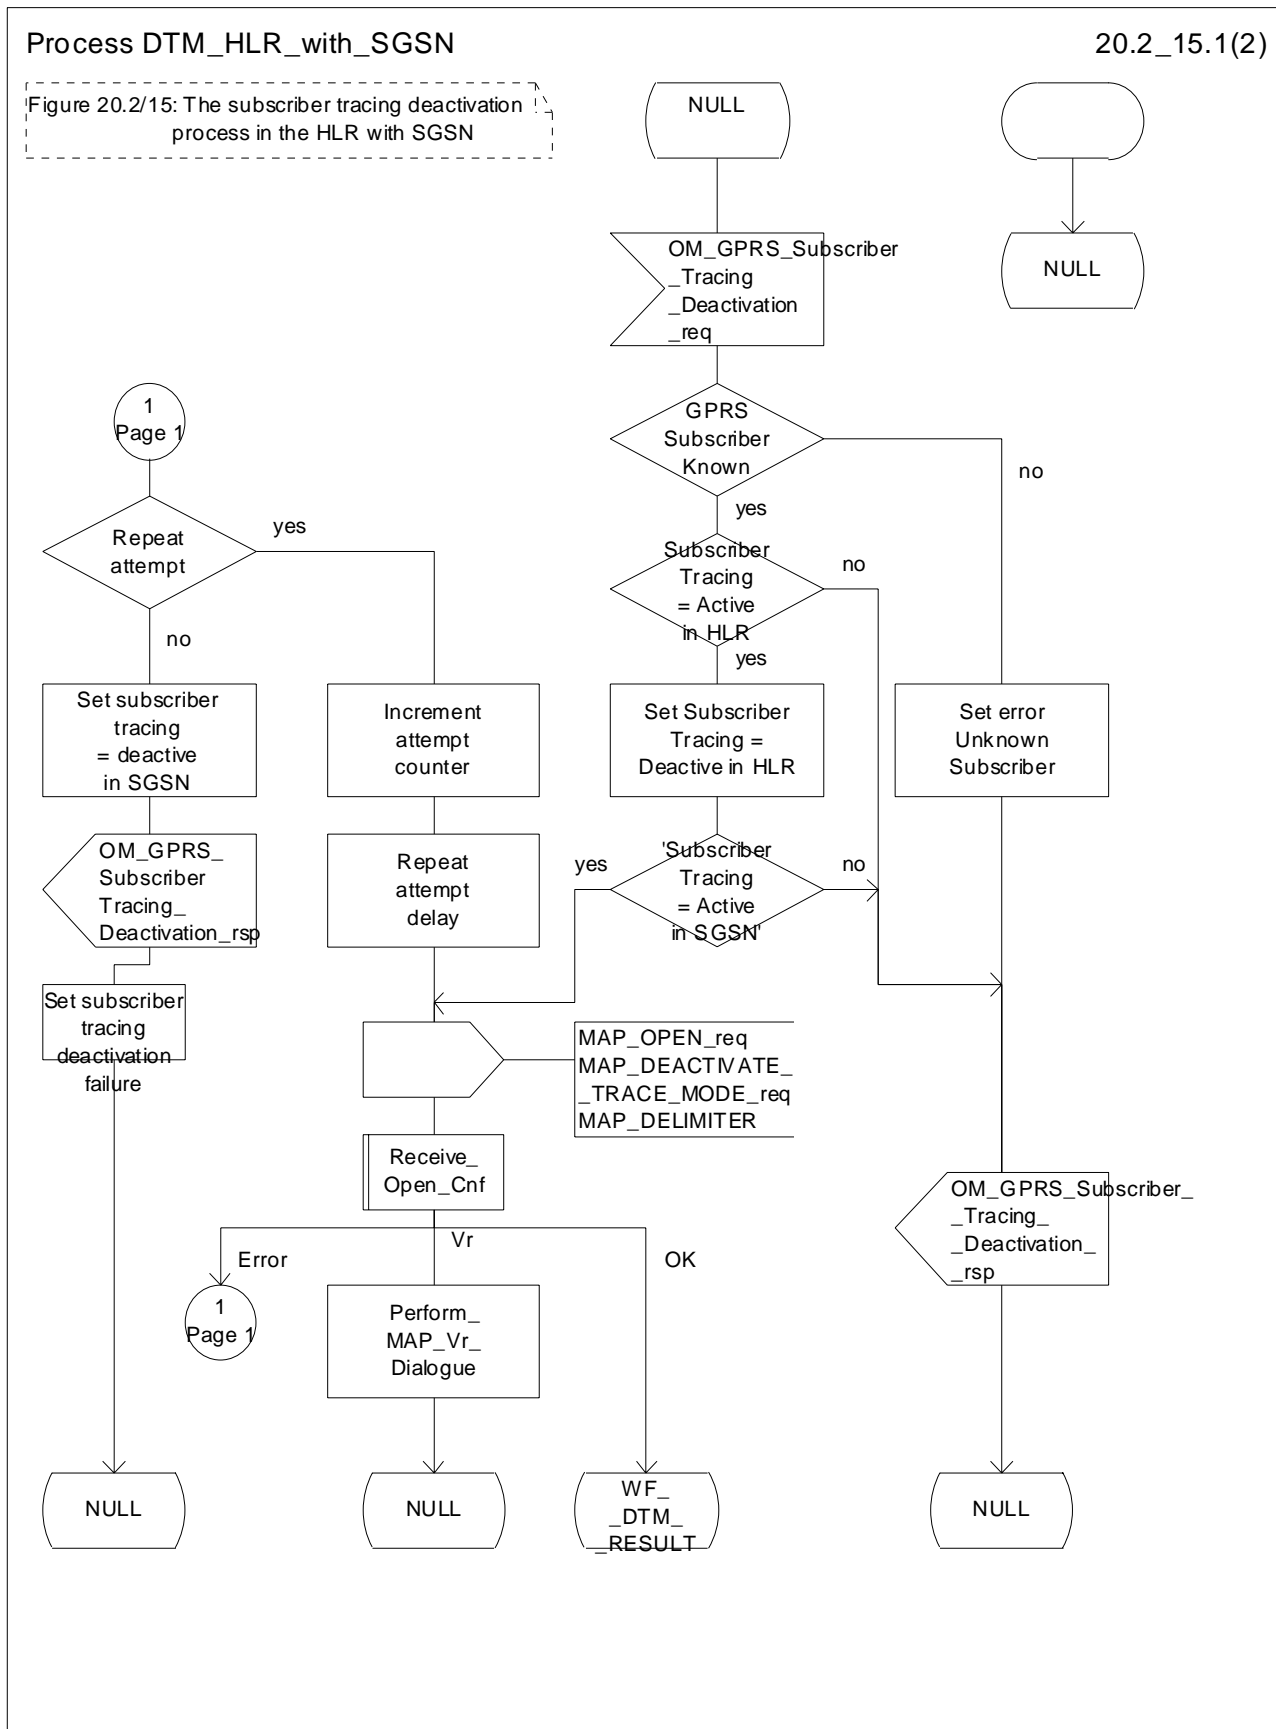 Process DTM_HLR_with_SGSN
20.2_15.1(2)
Figure 20.2/15: The subscriber tracing deactivation
process in the HLR with SGSN
NULL
NULL
OM_GPRS_Subscriber
_Tracing
_Deactivation
_req
GPRS
Subscriber
Known
no
yes
1
Page 1
Repeat
attempt
yes
no
Subscriber
Tracing
= Active
in HLR
no
yes
Set subscriber
tracing
= deactive
in SGSN
Increment
attempt
counter
Set Subscriber
Tracing =
Deactive in HLR
Set error
Unknown
Subscriber
OM_GPRS_
Subscriber
Tracing_
Deactivation_rsp
Repeat
attempt
delay
yes
'Subscriber
Tracing
= Active
in SGSN'
no
Set subscriber
tracing
deactivation
failure
MAP_OPEN_req
MAP_DEACTIVATE_
_TRACE_MODE_req
MAP_DELIMITER
Receive_
Open_Cnf
Error
Vr
OK
OM_GPRS_Subscriber_
_Tracing_
_Deactivation_
_rsp
1
Page 1
Perform_
MAP_Vr_
Dialogue
NULL
NULL
WF_
_DTM_
_RESULT
NULL